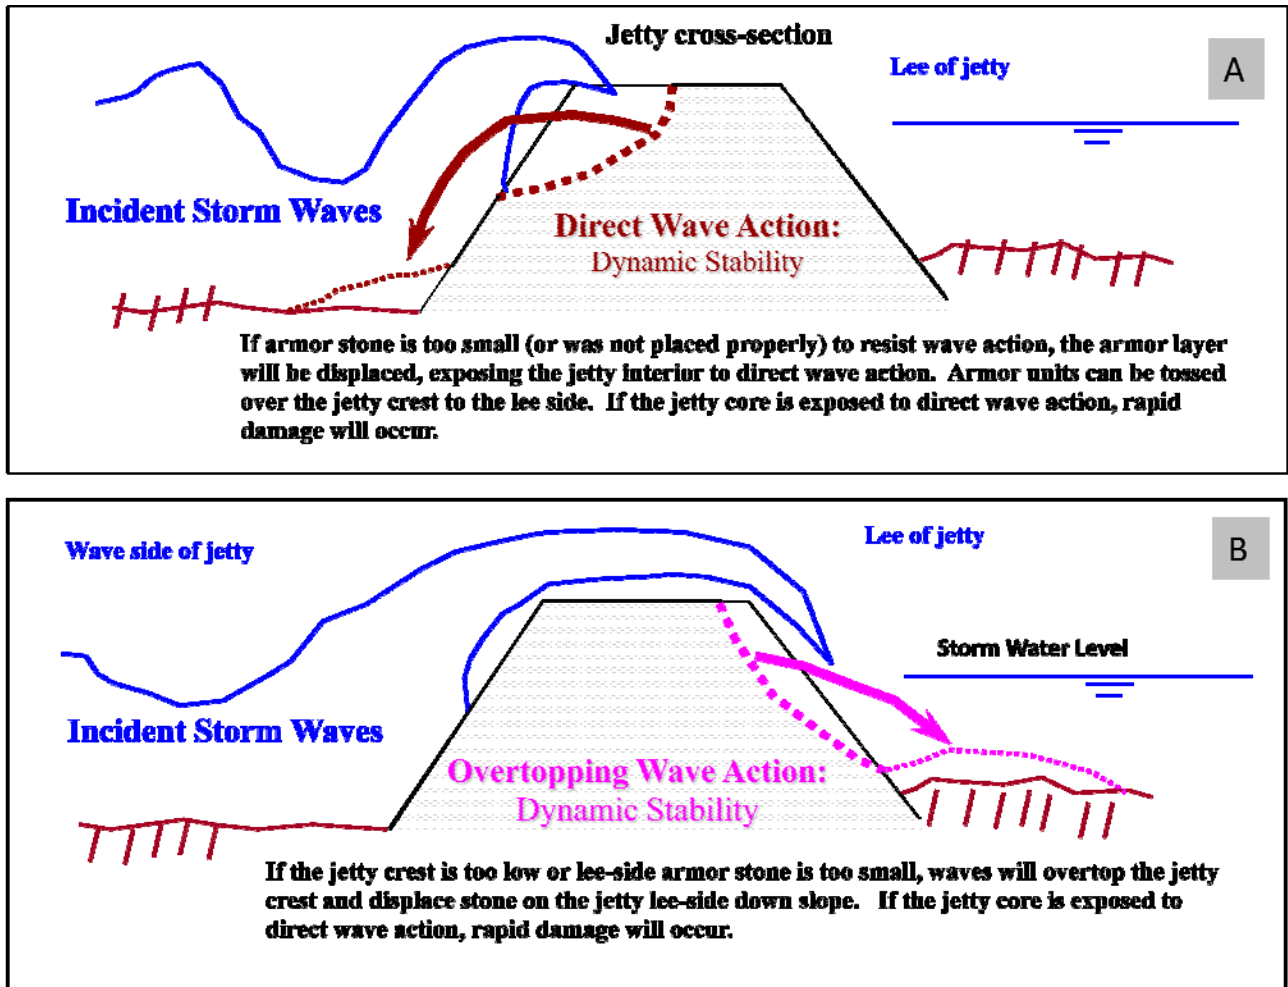 Jetty cross-section
Lee of jetty
A
Incident Storm Waves
Direct Wave Action:
Dynamic Stability
If armor stone is too small (or was not placed properly) to resist wave action, the armor layer
will be displaced, exposing the jetty interior to direct wave action.  Armor units can be tossed
over the jetty crest to the lee side.  If the jetty core is exposed to direct wave action, rapid
damage will occur.
Wave side of jetty
Lee of jetty
B
Storm Water Level
Incident Storm Waves
Overtopping Wave Action:
Dynamic Stability
If the jetty crest is too low or lee-side armor stone is too small, waves will overtop the jetty
crest and displace stone on the jetty lee-side down slope.   If the jetty core is exposed to
direct wave action, rapid damage will occur.